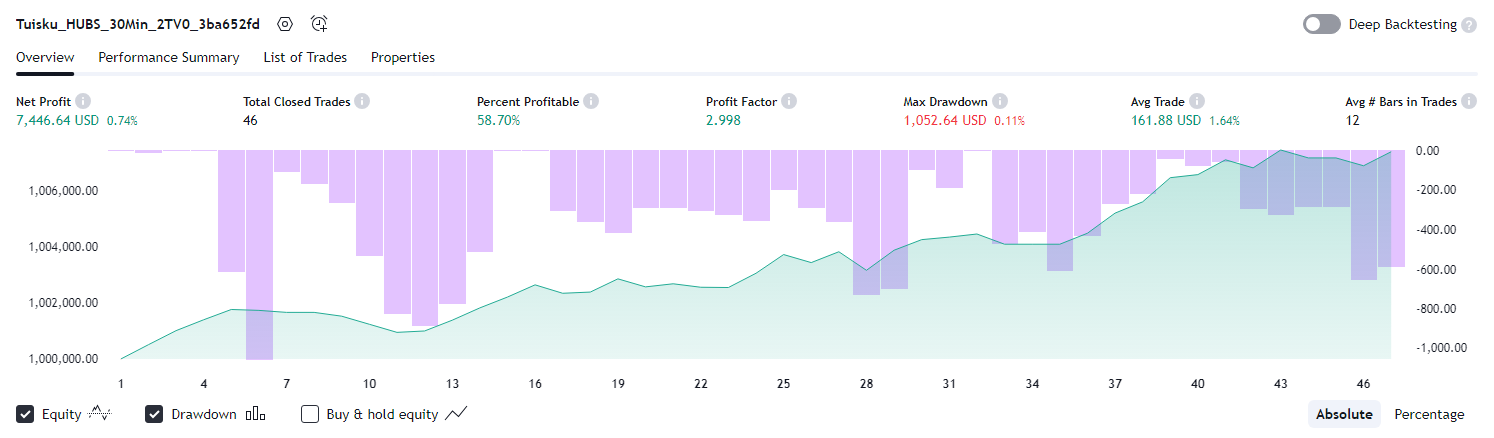 Tuisku_HUBS_30Min_2TV0_3ba652fd
Deep Backtesting
Overview Performance Summary List of Trades Properties
Net Profit Total Closed Trades Percent Profitable Profit Factor Max Drawdown Avg Trade Avg # Bars in Trades
7,446.64 USD 0.74% 46 58.70% 2.998 1,052.64 USD 0.11% 161.88 USD 1.64% 12
0.00
1,006,000.00 -200.00
-400.00
1,004,000.00
-600.00
1,002,000.00
-800.00
-1,000.00
1,000,000.00
1 4 7 10 13 16 19 22 25 28 31 34 37 40 43 46
Equity Drawdown Buy & hold equity Absolute Percentage